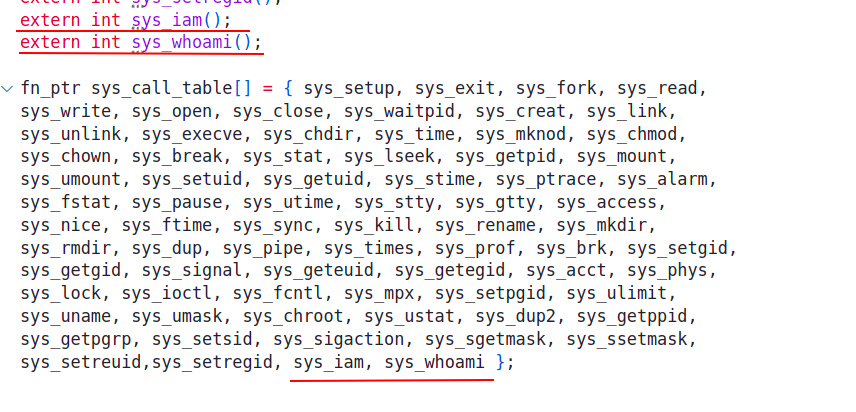 extern int sys_setregid();
extern int sys_iam();
extern int sys_whoami();
fn_ptr sys_call_table[] = { sys_setup, sys_exit, sys_fork, sys_read,
sys_write, sys_open, sys_close, sys_waitpid, sys_creat, sys_link,
sys_unlink, sys_execve, sys_chdir, sys_time, sys_mknod, sys_chmod,
sys_chown, sys_break, sys_stat, sys_lseek, sys_getpid, sys_mount,
sys_umount, sys_setuid, sys_getuid, sys_stime, sys_ptrace, sys_alarm,
sys_fstat, sys_pause, sys_utime, sys_stty, sys_gtty, sys_access,
sys_nice, sys_ftime, sys_sync, sys_kill, sys_rename, sys_mkdir,
sys_rmdir, sys_dup, sys_pipe, sys_times, sys_prof, sys_brk, sys_setgid,
sys_getgid, sys_signal, sys_geteuid, sys_getegid, sys_acct, sys_phys,
sys_lock, sys_ioctl, sys_fcntl, sys_mpx, sys_setpgid, sys_ulimit,
sys_uname, sys_umask, sys_chroot, sys_ustat, sys_dup2, sys_getppid,
sys_getpgrp, sys_setsid, sys_sigaction, sys_sgetmask, sys_ssetmask,
sys_setreuid,sys_setregid, sys_iam, sys_whoami };